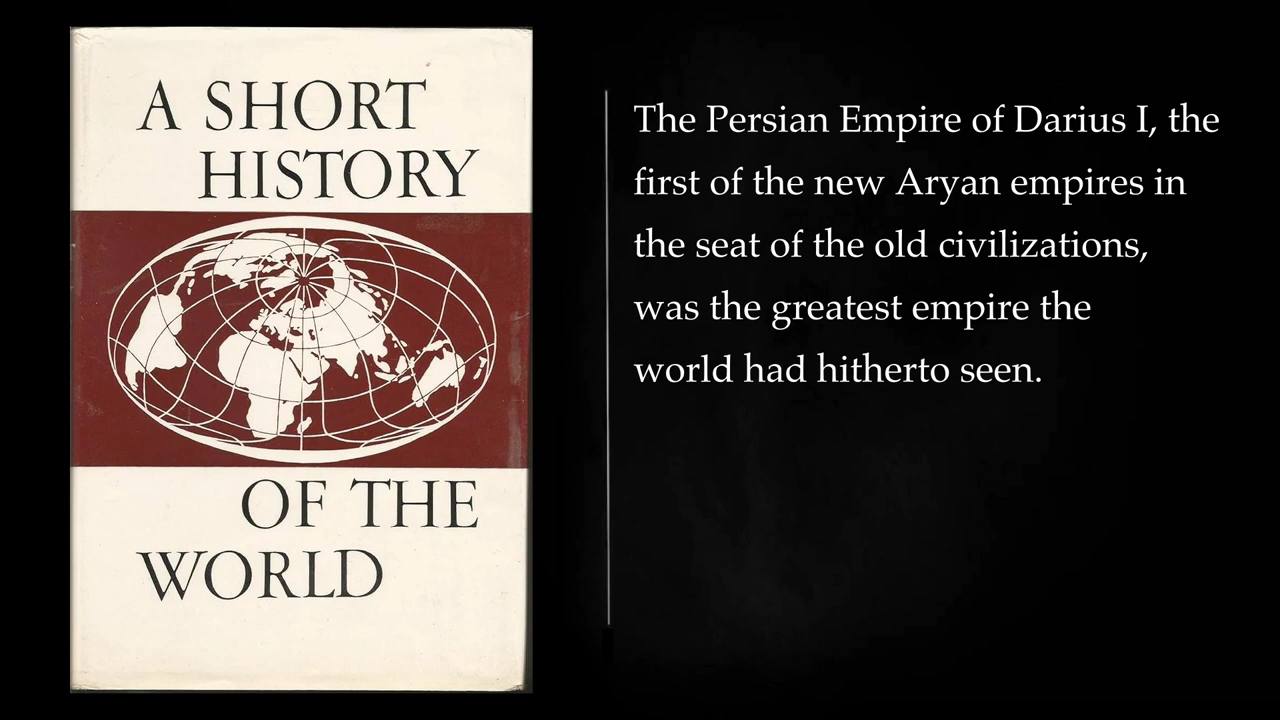 A SHORT
HISTORY
OF THE
WORLD
The Persian Empire of Darius I, the
first of the new Aryan empires in
the seat of the old civilizations,
was the greatest empire the
world had hitherto seen.